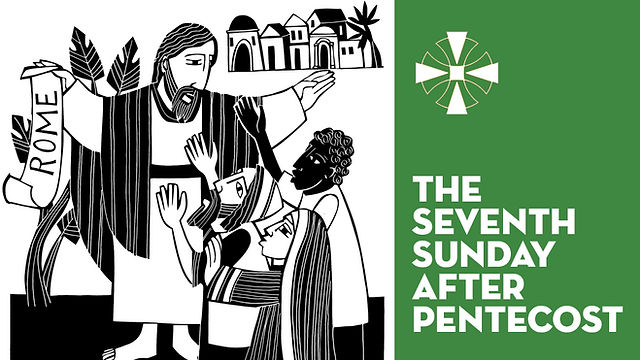 ROME
THE
SEVENTH
SUNDAY
AFTER
PENTECOST